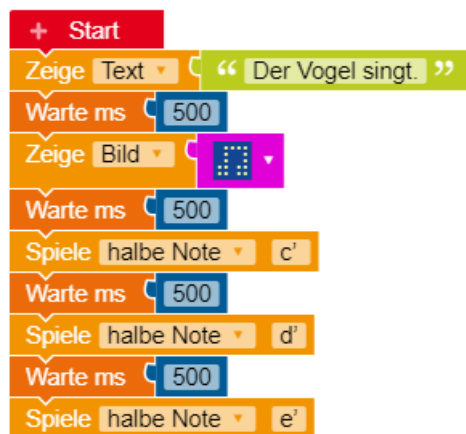 + Start
Zeige Text “ Der Vogel singt. ”
Warte ms 500
Zeige Bild
Warte ms 500
Spiele halbe Note c'
Warte ms 500
Spiele halbe Note d'
Warte ms 500
Spiele halbe Note e'